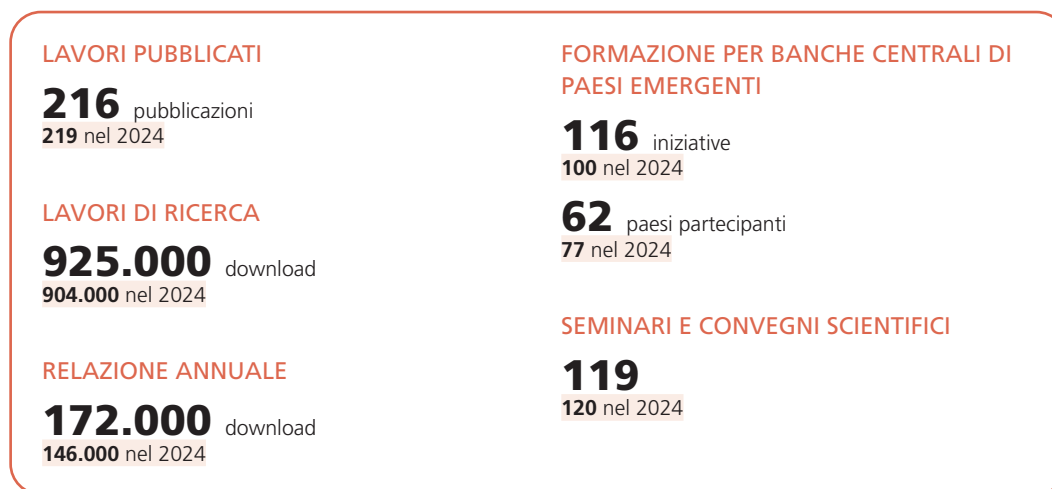 LAVORI PUBBLICATI
216 pubblicazioni
219 nel 2024
LAVORI DI RICERCA
925.000 download
904.000 nel 2024
RELAZIONE ANNUALE
172.000 download
146.000 nel 2024
FORMAZIONE PER BANCHE CENTRALI DI
PAESI EMERGENTI
116 iniziative
100 nel 2024
62 paesi partecipanti
77 nel 2024
SEMINARI E CONVEGNI SCIENTIFICI
119
120 nel 2024